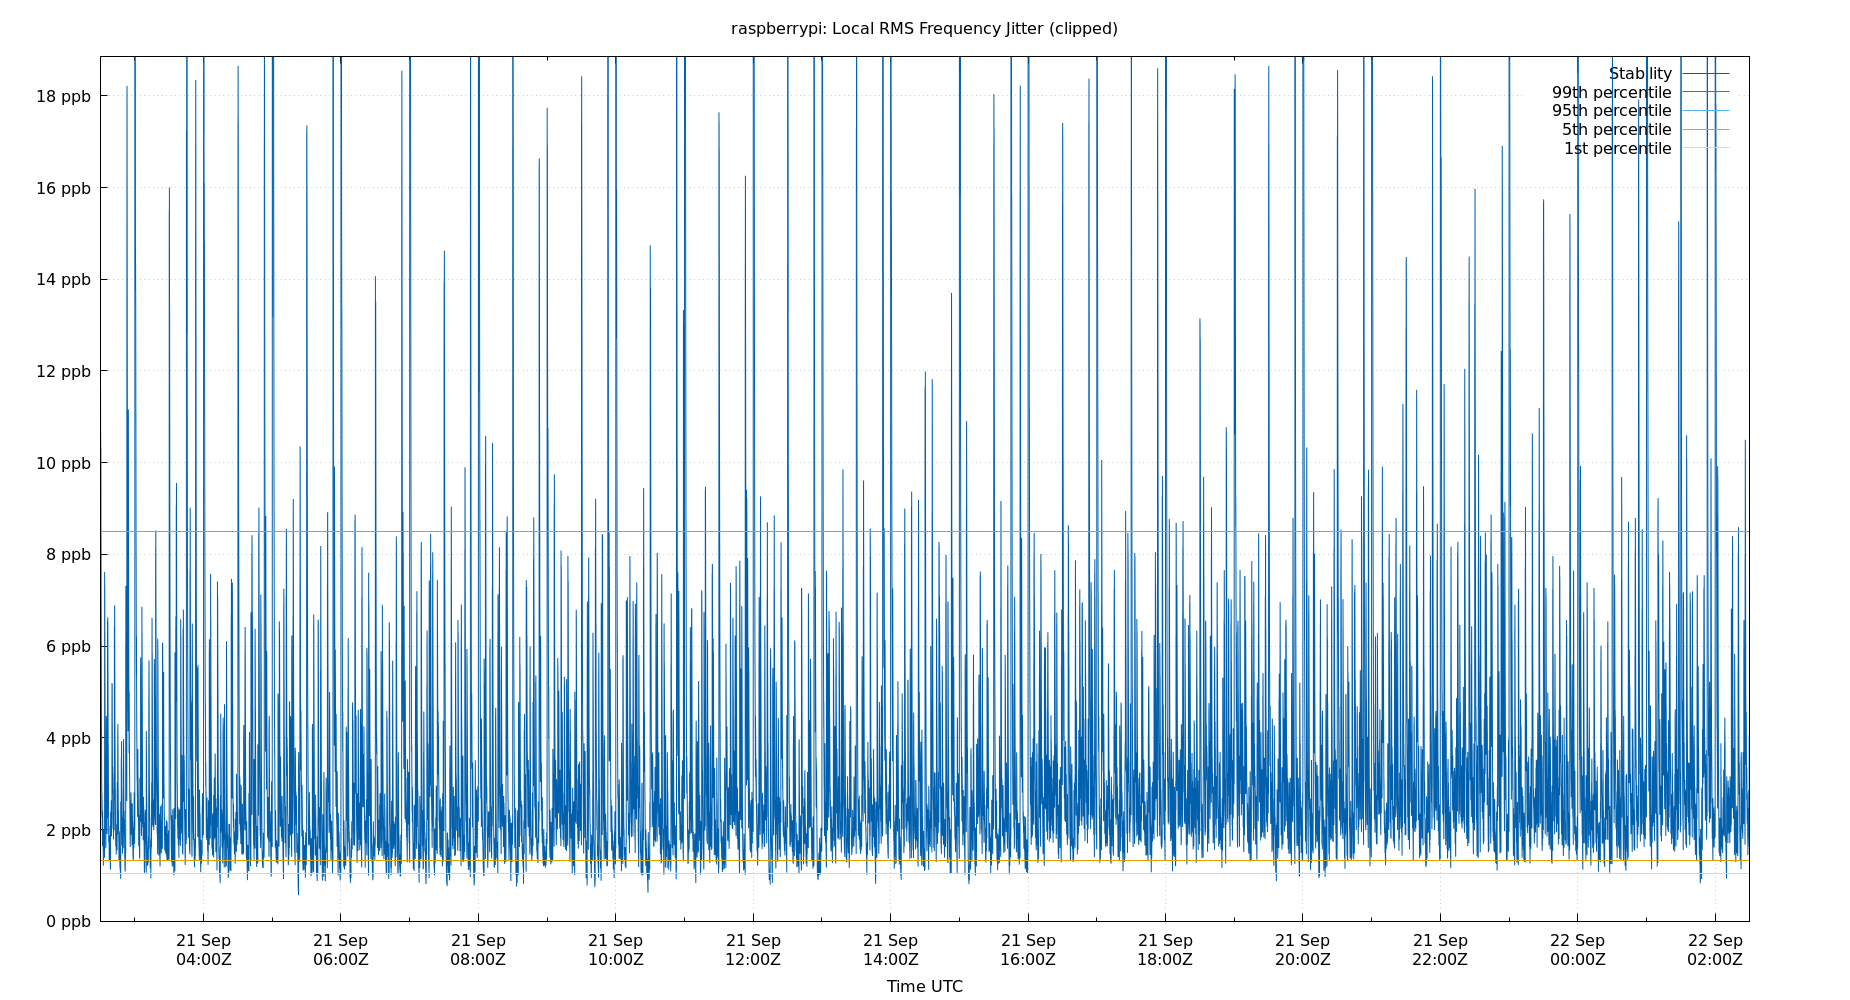 raspberrypi: Local RMS Frequency Jitter (clipped)
Stability
99th percentile
95th percentile
5th percentile
1st percentile
18 ppb
16 ppb
14 ppb
12 ppb
10 ppb
8 ppb
6 ppb
4 ppb
2 ppb
0 ppb
21 Sep 21 Sep 21 Sep 21 Sep 21 Sep 21 Sep 21 Sep 21 Sep 21 Sep 21 Sep 22 Sep 22 Sep
04:00Z 06:00Z 08:00Z 10:00Z 12:00Z 14:00Z 16:00Z 18:00Z 20:00Z 22:00Z 00:00Z 02:00Z
Time UTC